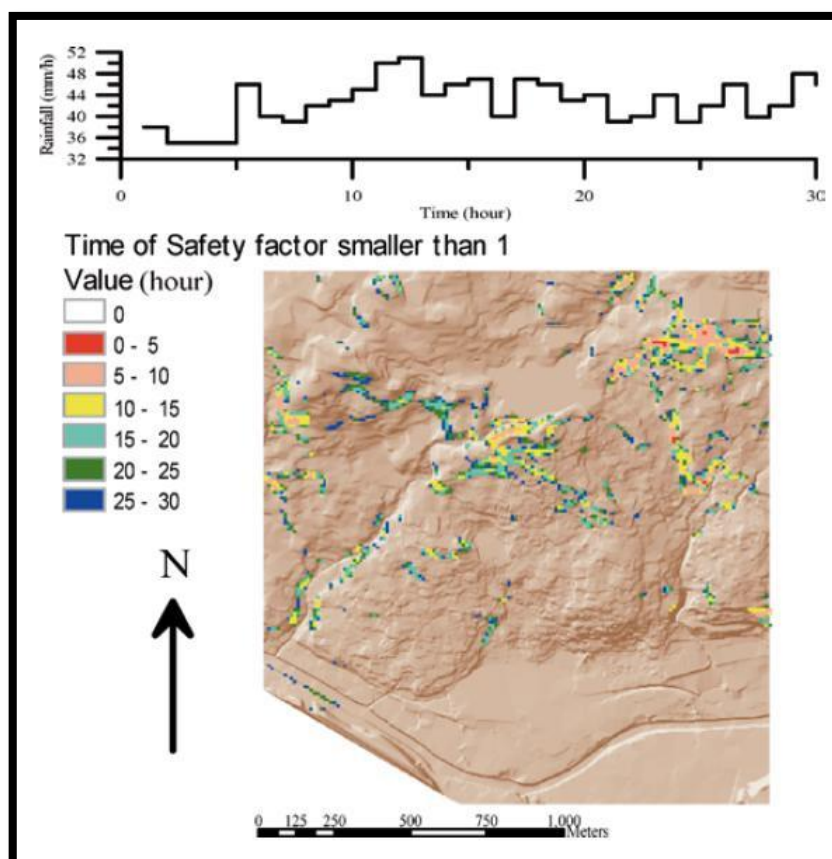 52
48
44
40
36
32
Rainfall (mm/h)
0 10 20 30
Time (hour)
Time of Safety factor smaller than 1
Value (hour)
0
0 - 5
5 - 10
10 - 15
15 - 20
20 - 25
25 - 30
N
0 125 250 500 750 1,000
Meters